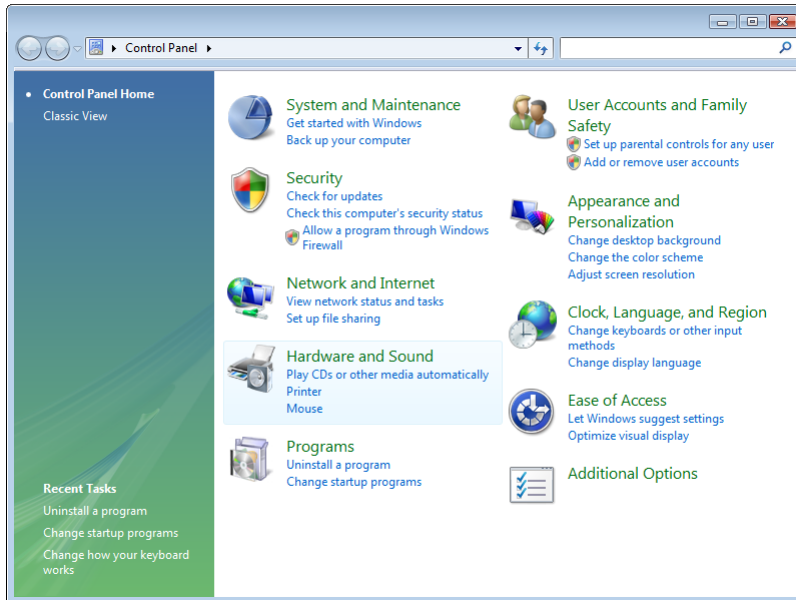 Control Panel
Control Panel Home
Classic View
Recent Tasks
Uninstall a program
Change startup programs
Change how your keyboard
works
System and Maintenance
Get started with Windows
Back up your computer
Security
Check for updates
Check this computer's security status
Allow a program through Windows
Firewall
Network and Internet
View network status and tasks
Set up file sharing
Hardware and Sound
Play CDs or other media automatically
Printer
Mouse
Programs
Uninstall a program
Change startup programs
User Accounts and Family
Safety
Set up parental controls for any user
Add or remove user accounts
Appearance and
Personalization
Change desktop background
Change the color scheme
Adjust screen resolution
Clock, Language, and Region
Change keyboards or other input
methods
Change display language
Ease of Access
Let Windows suggest settings
Optimize visual display
Additional Options